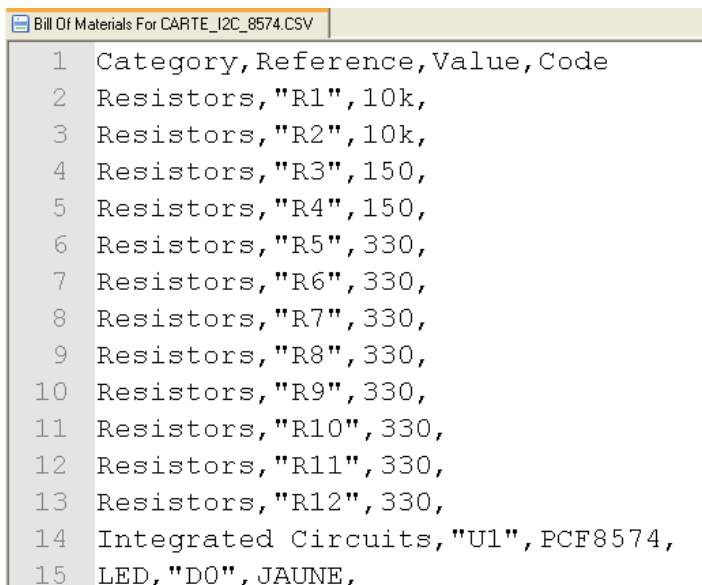 Bill Of Materials For CARTE_I2C_8574.CSV
1 Category,Reference,Value,Code
2 Resistors,"R1",10k,
3 Resistors,"R2",10k,
4 Resistors,"R3",150,
5 Resistors,"R4",150,
6 Resistors,"R5",330,
7 Resistors,"R6",330,
8 Resistors,"R7",330,
9 Resistors,"R8",330,
10 Resistors,"R9",330,
11 Resistors,"R10",330,
12 Resistors,"R11",330,
13 Resistors,"R12",330,
14 Integrated Circuits,"U1",PCF8574,
15 LED,"D0",JAUNE,